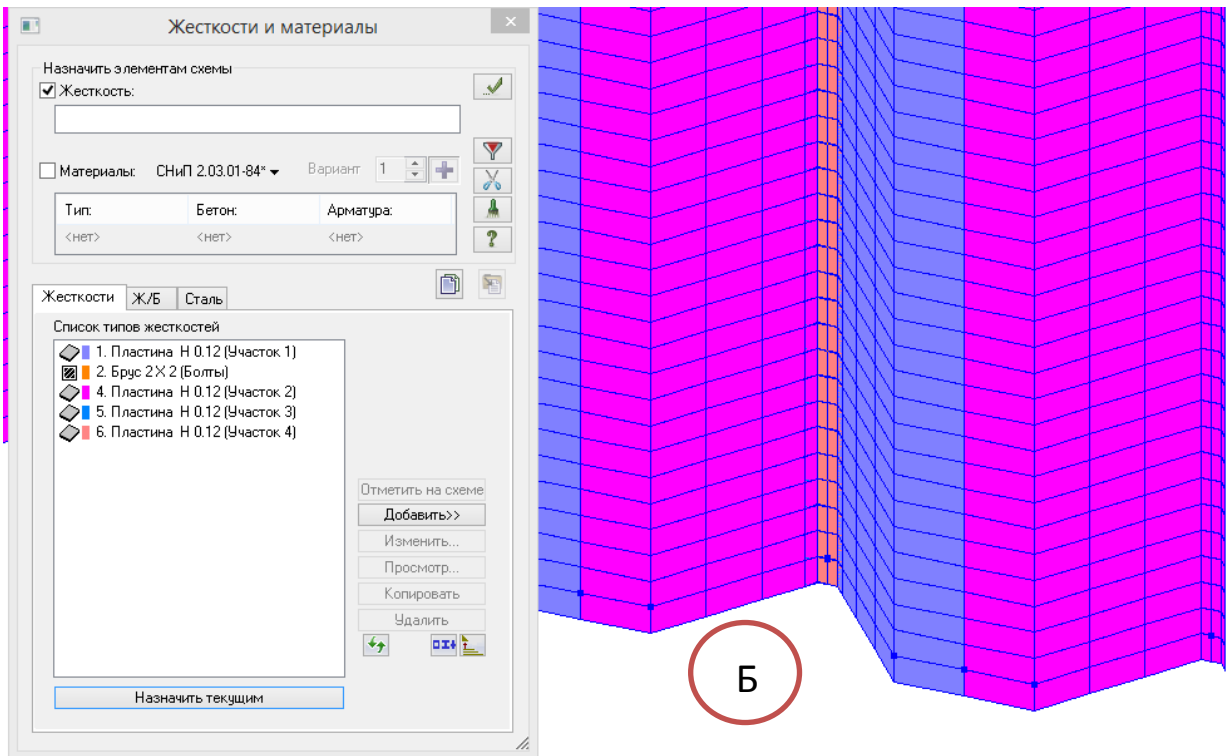 Жесткости и материалы
Назначить элементам схемы
Жесткость:
Материалы: СНиП 2.03.01-84* Вариант 1
Тип: Бетон: Арматура:
<нет> <нет> <нет>
Жесткости Ж/Б Сталь
Список типов жесткостей
1. Пластина Н 0.12 (Участок 1)
2. Брус 2 X 2 (Болты)
4. Пластина Н 0.12 (Участок 2)
5. Пластина Н 0.12 (Участок 3)
6. Пластина Н 0.12 (Участок 4)
Отметить на схеме
Добавить>>
Изменить...
Просмотр...
Копировать
Удалить
Назначить текущим
Б